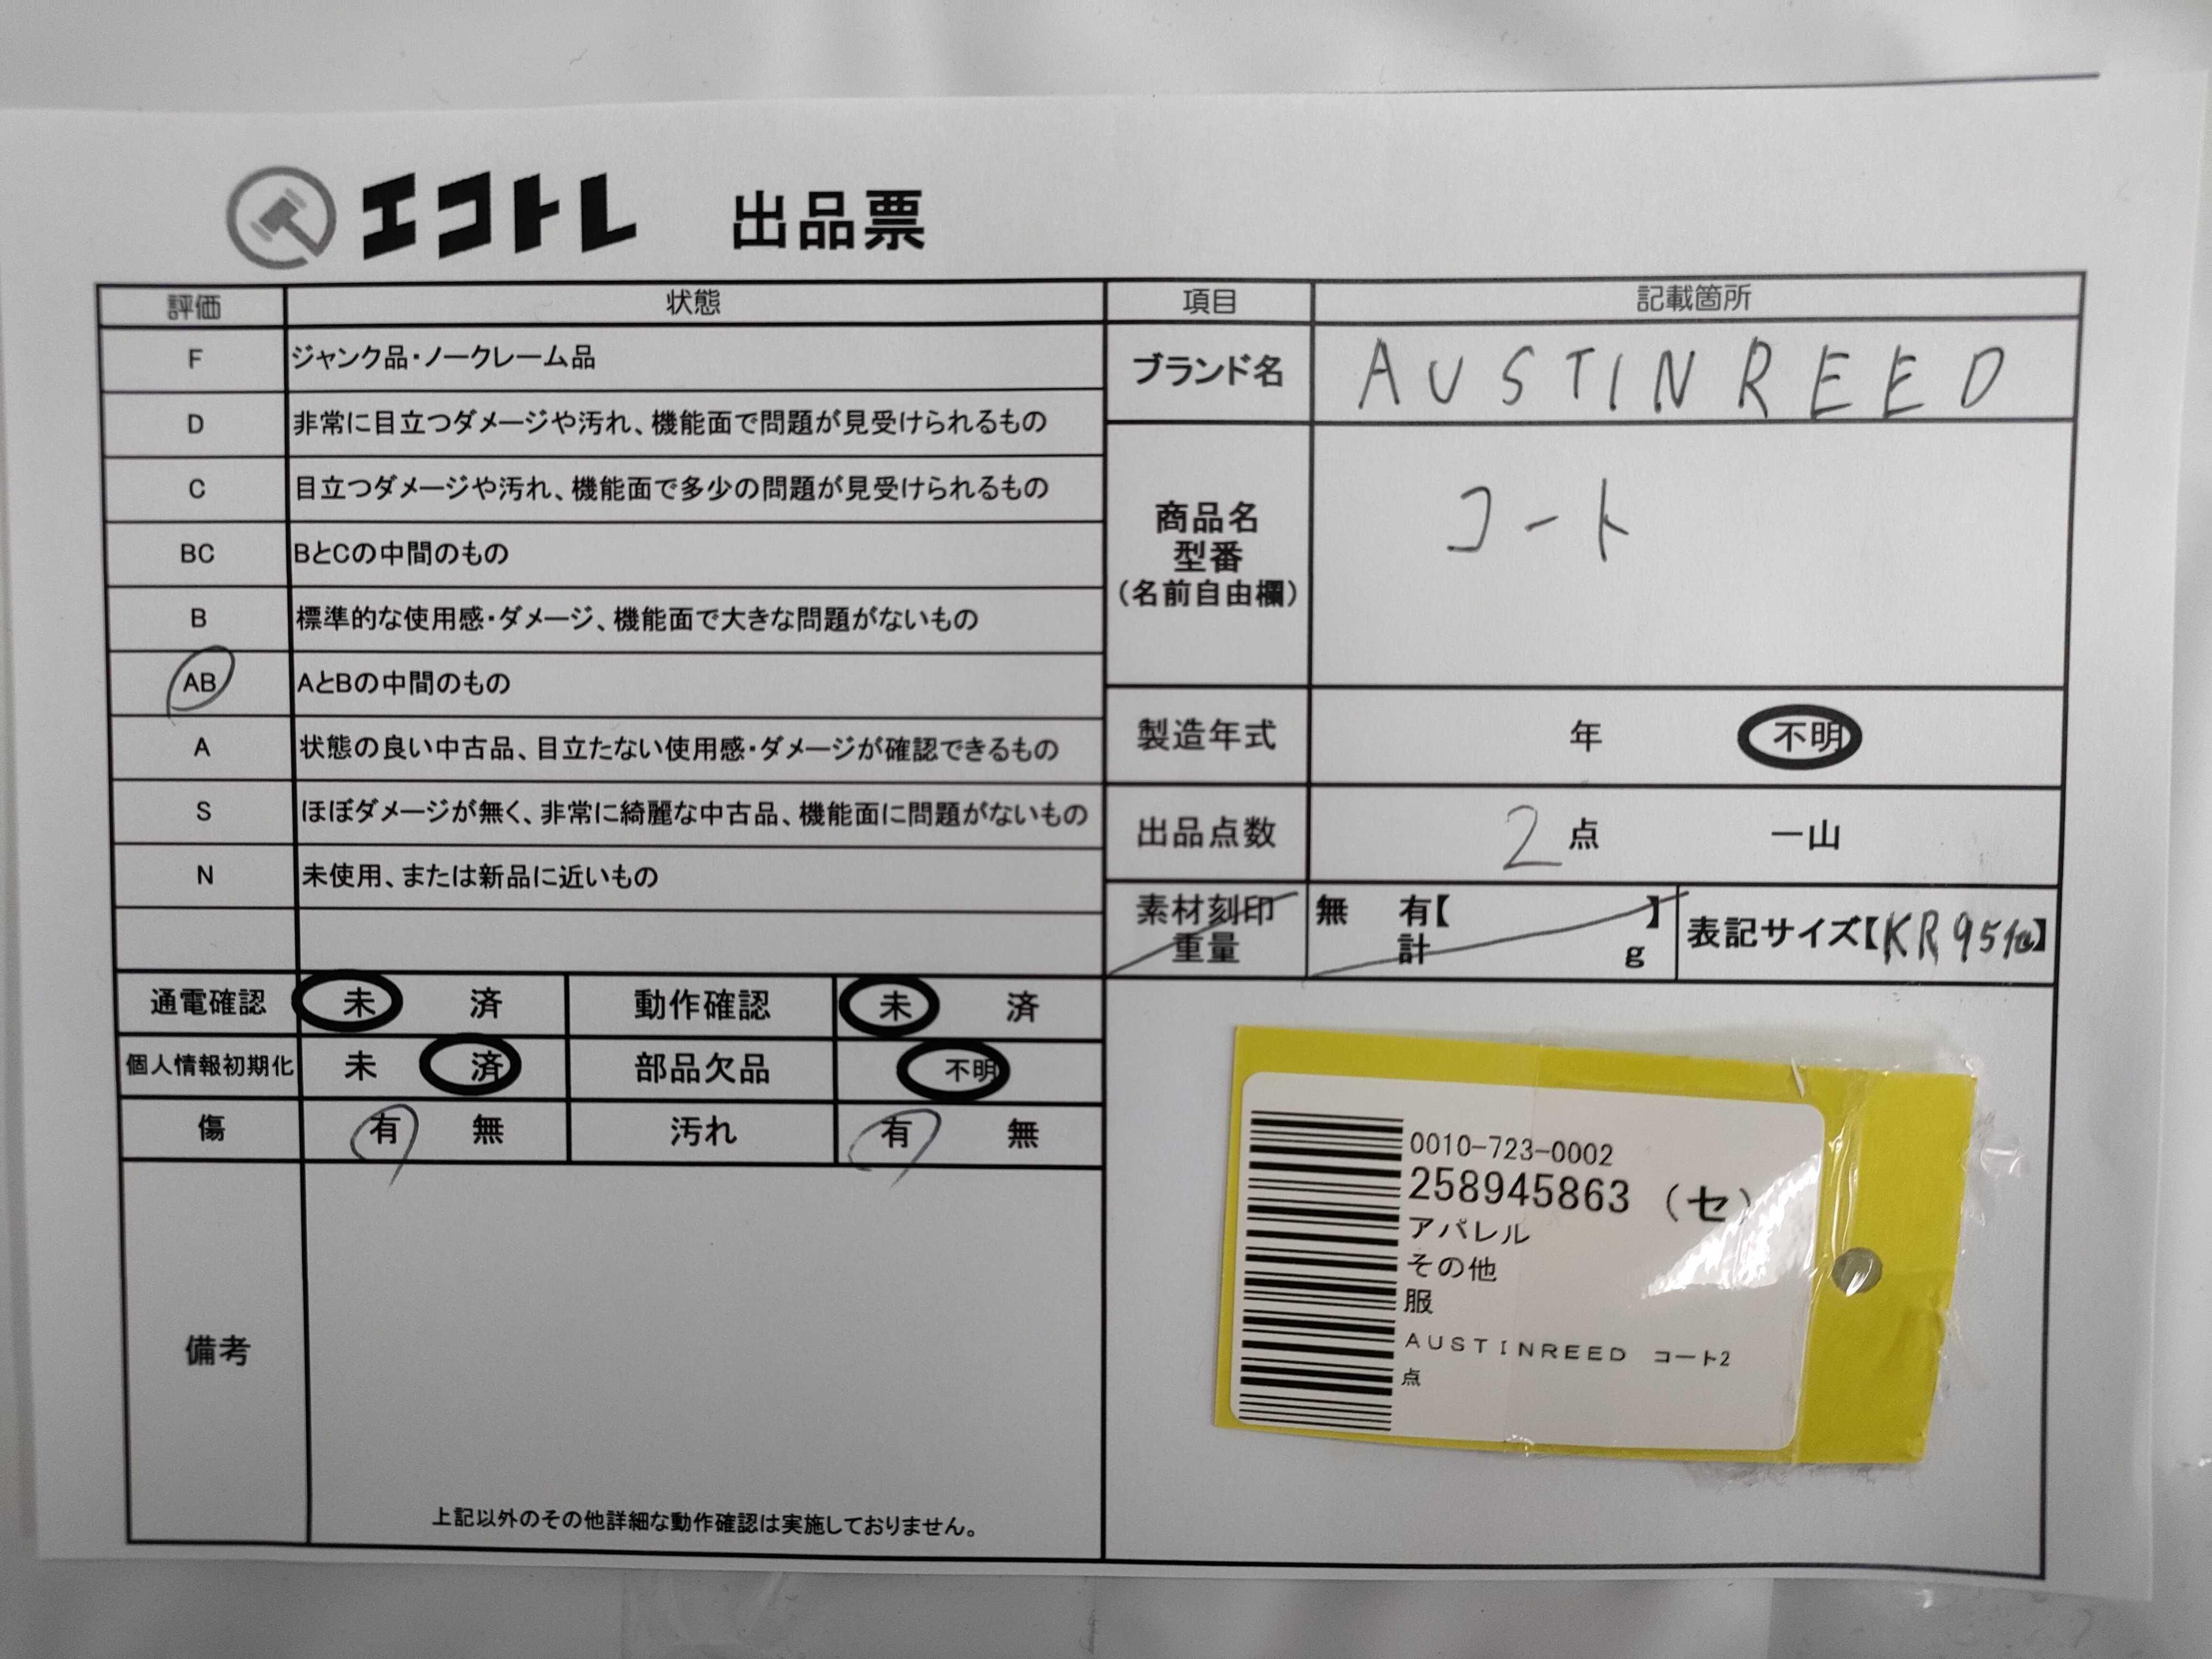 エコトレ 出品票
評価 状態
F ジャンク品・ノークレーム品
D 非常に目立つダメージや汚れ、機能面で問題が見受けられるもの
C 目立つダメージや汚れ、機能面で多少の問題が見受けられるもの
BC BとCの中間のもの
B 標準的な使用感・ダメージ、機能面で大きな問題がないもの
AB AとBの中間のもの
A 状態の良い中古品、目立たない使用感・ダメージが確認できるもの
S ほぼダメージが無く、非常に綺麗な中古品、機能面に問題がないもの
N 未使用、または新品に近いもの
通電確認 未 済 動作確認 未 済
個人情報初期化 未 済 部品欠品 不明
傷 有 無 汚れ 有 無
備考
上記以外のその他詳細な動作確認は実施しておりません。
項目 記載箇所
ブランド名 AUSTINREED
商品名
型番
(名前自由欄)
コート
製造年式 年 不明
出品点数 2 点 一山
素材刻印
重量
無 有【 】
計 g
表記サイズ【KR95他】
0010-723-0002
258945863 (セ)
アパレル
その他
服
AUSTINREED コート2
点